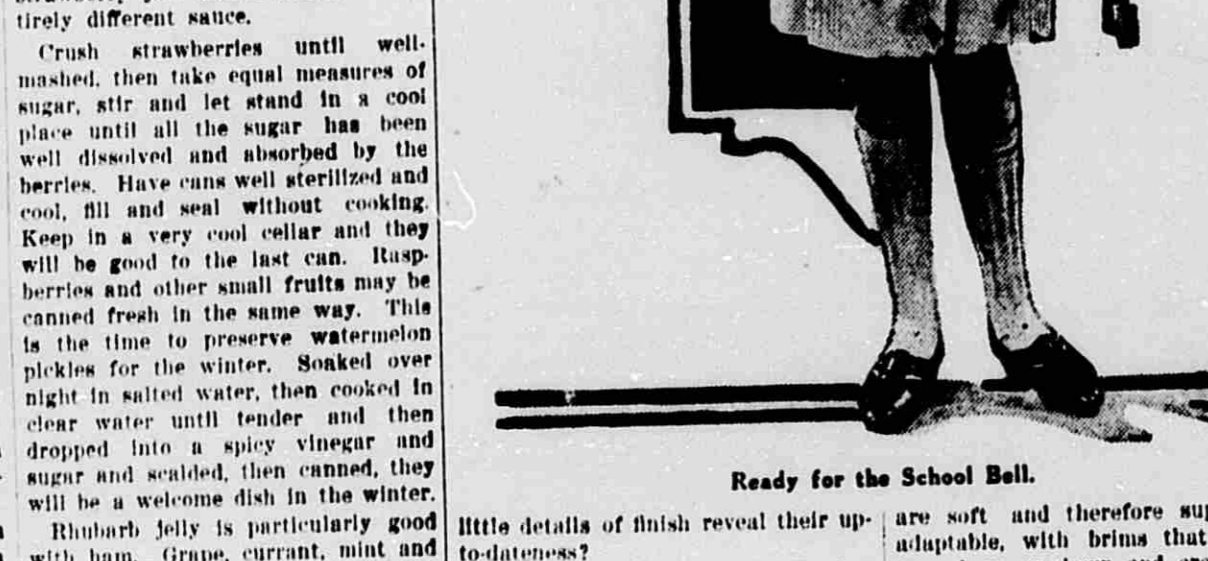 tirely different sauce.
Crush strawberries until well-
mashed, then take equal measures of
sugar, stir and let stand in a cool
place until all the sugar has been
well dissolved and absorbed by the
berries. Have cans well sterilized and
cool, fill and seal without cooking.
Keep in a very cool cellar and they
will be good to the last can. Rasp-
berries and other small fruits may be
canned fresh in the same way. This
is the time to preserve watermelon
pickles for the winter. Soaked over
night in salted water, then cooked in
clear water until tender and then
dropped into a spicy vinegar and
sugar and scalded, then canned, they
will be a welcome dish in the winter.
Rhubarb jelly is particularly good
with ham. Grape, currant, mint and
Ready for the School Bell.
little details of finish reveal their up-
to-dateness?
are soft and therefore
adaptable, with brims that